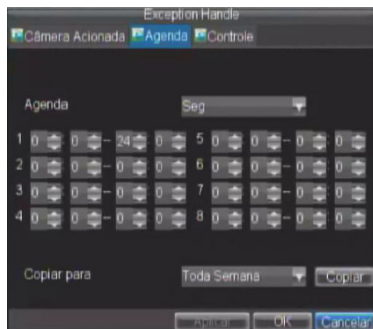 Exception Handle
Câmera Acionada Agenda Controle
Agenda Seg
1 0 : 0 - 24 : 0 5 0 : 0 - 0 : 0
2 0 : 0 - 0 : 0 6 0 : 0 - 0 : 0
3 0 : 0 - 0 : 0 7 0 : 0 - 0 : 0
4 0 : 0 - 0 : 0 8 0 : 0 - 0 : 0
Copiar para Toda Semana Copiar
Aplicar OK Cancelar